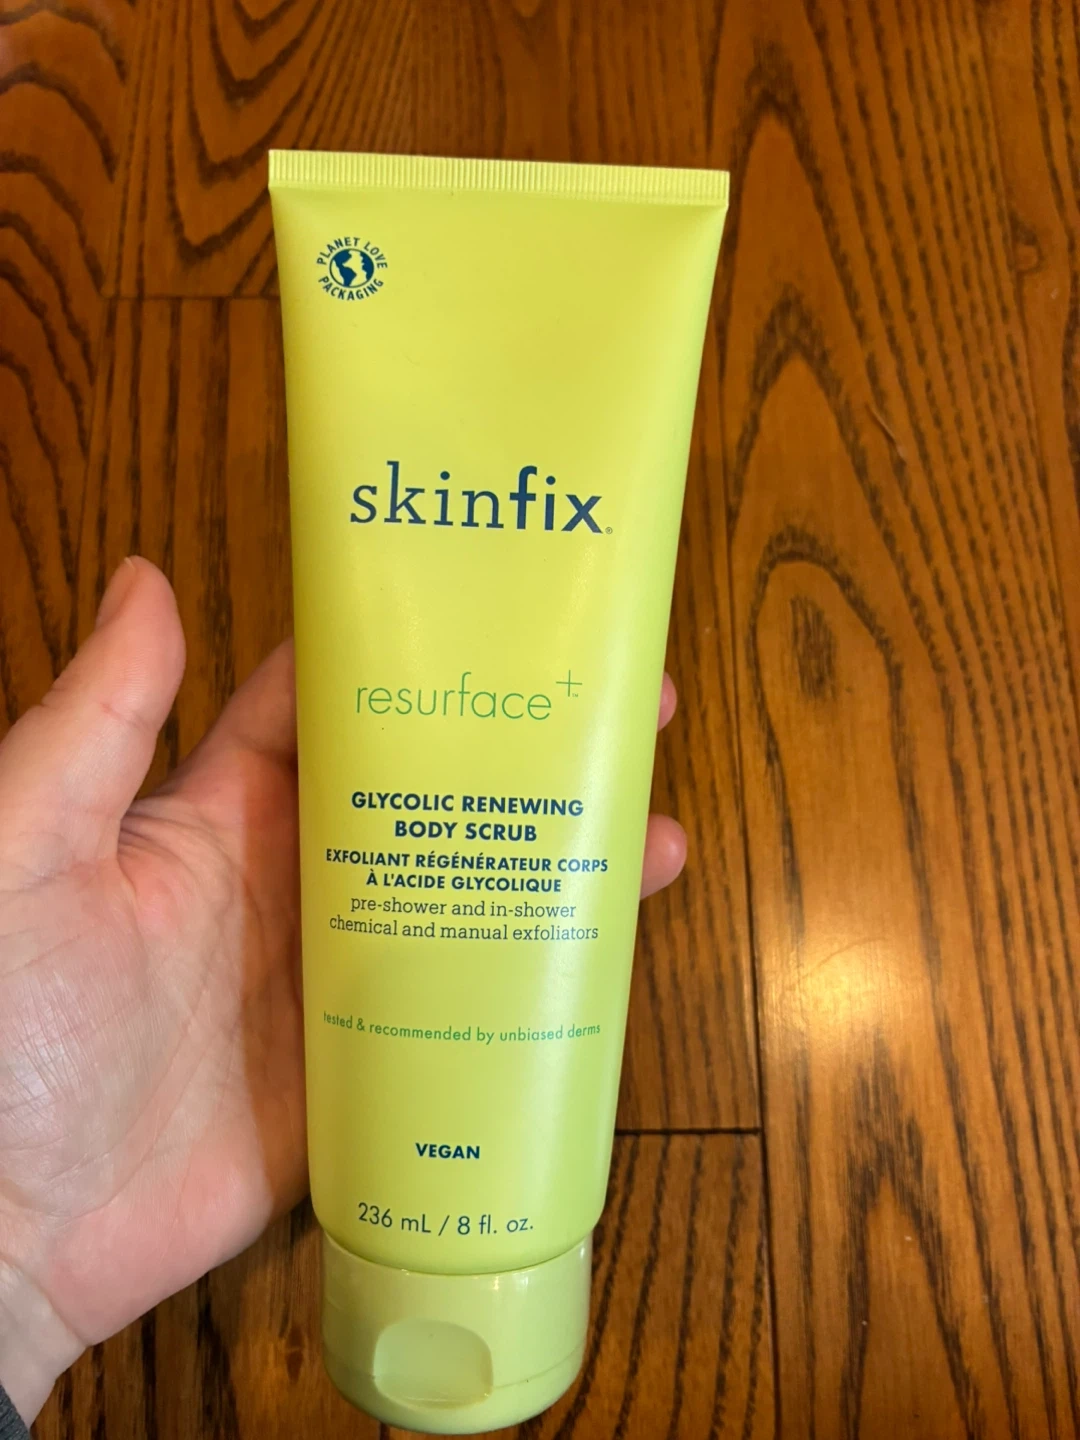 PLANET LOVE
PACKAGING
skinfix®
resurface+™
GLYCOLIC RENEWING
BODY SCRUB
EXFOLIANT RÉGÉNÉRATEUR CORPS
À L'ACIDE GLYCOLIQUE
pre-shower and in-shower
chemical and manual exfoliators
tested & recommended by unbiased derms
VEGAN
236 mL / 8 fl. oz.